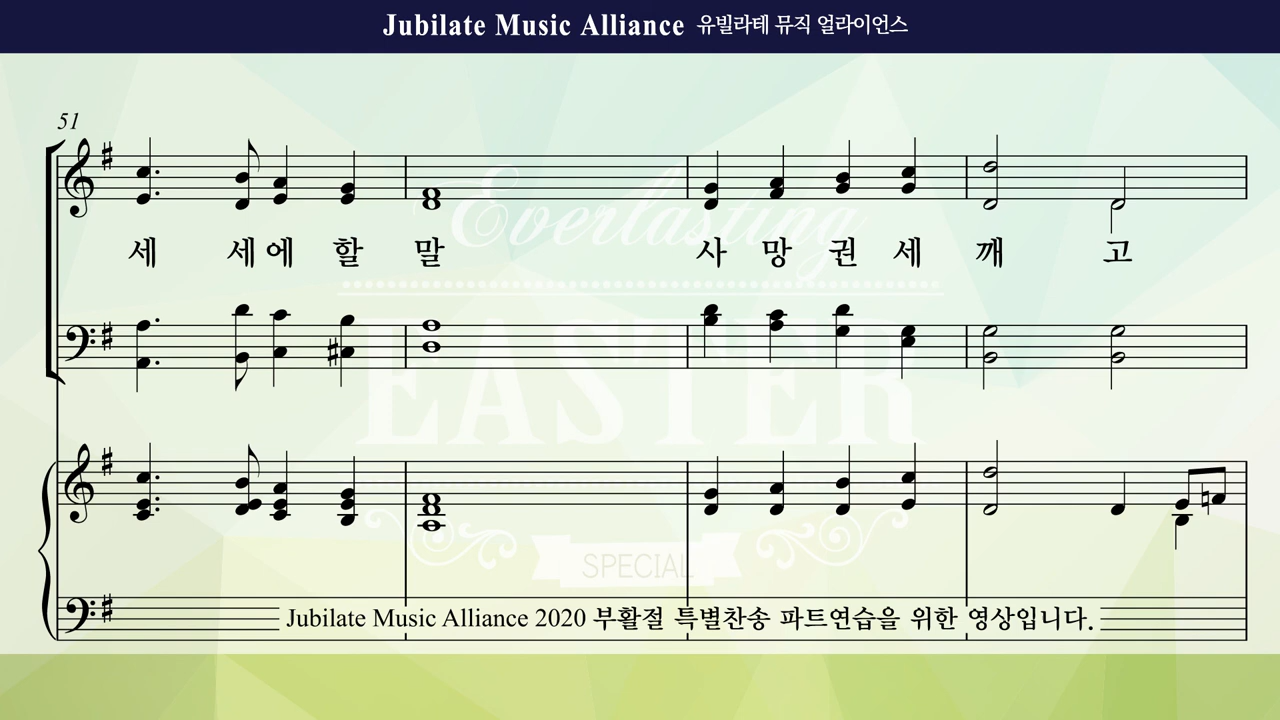 Jubilate Music Alliance 유빌라테 뮤직 얼라이언스
51
세 세에 할 말 사 망 권 세 깨 고
Everlasting
EASTER
SPECIAL
Jubilate Music Alliance 2020 부활절 특별찬송 파트연습을 위한 영상입니다.